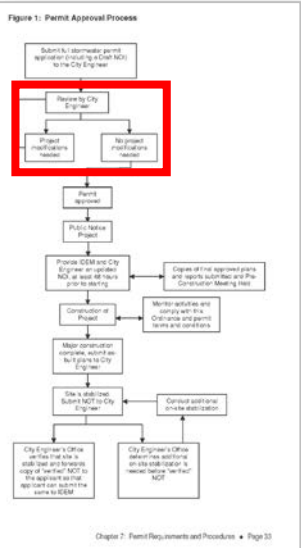 Figure 1: Permit Approval Process
Submit full stormwater permit
application (including a Draft NOI)
to the City Engineer
Review by City
Engineer
Project
modifications
needed
No project
modifications
needed
Permit
approved
Public Notice
Project
Provide IDEM and City
Engineer an updated
NOI, at least 48 hours
prior to starting
Copies of final approved plans
and reports submitted and Pre-
Construction Meeting held
Construction of
Project
Monitor activities and
comply with this
Ordinance and permit
terms and conditions
Major construction
complete, submit as-
built plans to City
Engineer
Site is stabilized.
Submit NOT to City
Engineer
Conduct additional
on-site stabilization
City Engineer's Office
verifies that site is
stabilized and forwards
copy of "verified" NOT to
the applicant so that
applicant can submit the
same to IDEM
City Engineer's Office
determines additional
on-site stabilization is
needed before "verified"
NOT
Chapter 7: Permit Requirements and Procedures ● Page 33